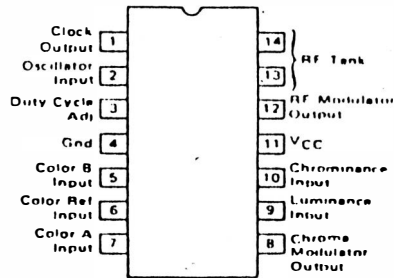 Clock
Output
1
Oscillator
Input
2
Duty Cycle
Adj
3
Gnd
4
Color B
Input
5
Color Ref
Input
6
Color A
Input
7
14
13
RF Tank
12
RF Modulator
Output
11
VCC
10
Chrominance
Input
9
Luminance
Input
8
Chroma
Modulator
Output